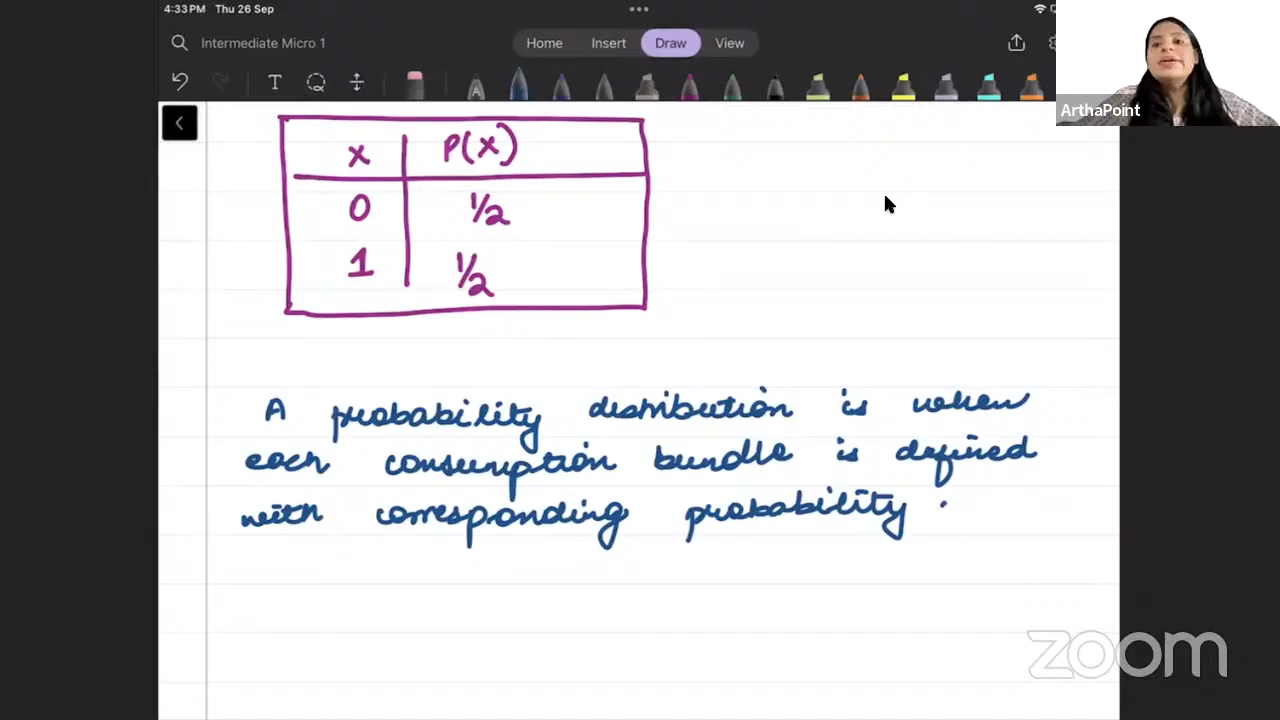 4:33 PM Thu 26 Sep
Intermediate Micro 1
Home Insert Draw View
T
A
ArthaPoint
x P(x)
0 1/2
1 1/2
A probability distribution is when
each consumption bundle is defined
with corresponding probability.
zoom